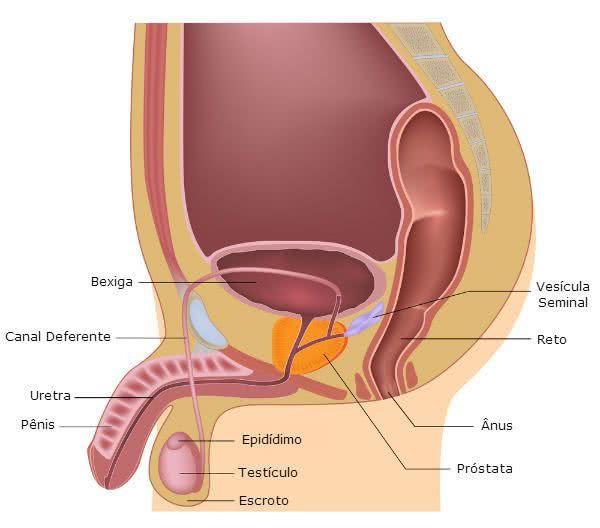 Bexiga
Vesícula
Seminal
Canal Deferente
Reto
Uretra
Pênis
Ânus
Epidídimo
Próstata
Testículo
Escroto